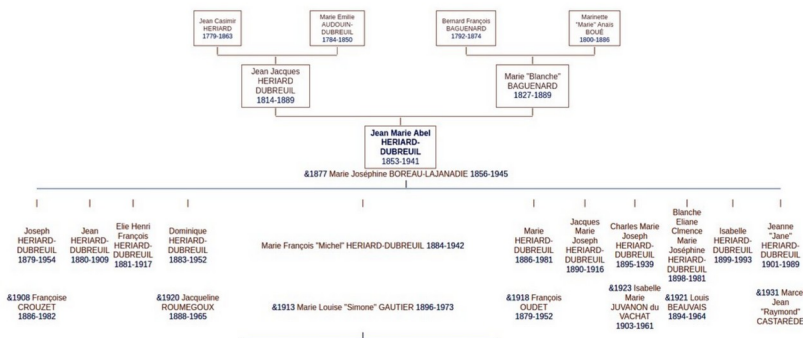 Jean Casimir
HERIARD
1779-1863
Marie Emilie
AUDOUIN-
DUBREUIL
1784-1850
Bernard François
BAGUENARD
1792-1874
Marinette
"Marie" Anaïs
BOUÉ
1800-1886
Jean Jacques
HERIARD
DUBREUIL
1814-1889
Marie "Blanche"
BAGUENARD
1827-1889
Jean Marie Abel
HERIARD-
DUBREUIL
1853-1941
&1877 Marie Joséphine BOREAU-LAJANADIE 1856-1945
Joseph
HERIARD-
DUBREUIL
1879-1954
Jean
HERIARD-
DUBREUIL
1880-1909
Elie Henri
François
HERIARD-
DUBREUIL
1881-1917
Dominique
HERIARD-
DUBREUIL
1883-1952
Marie François "Michel" HERIARD-DUBREUIL 1884-1942
Marie
HERIARD-
DUBREUIL
1886-1981
Jacques
Marie
Joseph
HERIARD-
DUBREUIL
1890-1916
Charles Marie
Joseph
HERIARD-
DUBREUIL
1895-1939
Blanche
Eliane
Clmence
Marie
Joséphine
HERIARD-
DUBREUIL
1898-1981
Isabelle
HERIARD-
DUBREUIL
1899-1993
Jeanne
"Jane"
HERIARD-
DUBREUIL
1901-1989
&1908 Françoise
CROUZET
1886-1982
&1920 Jacqueline
ROUMEGOUX
1888-1965
&1913 Marie Louise "Simone" GAUTIER 1896-1973
&1918 François
OUDET
1879-1952
&1923 Isabelle
Marie
JUVANON du
VACHAT
1903-1961
&1921 Louis
BEAUVAIS
1894-1964
&1931 Marcel
Jean
"Raymond"
CASTARÈDE